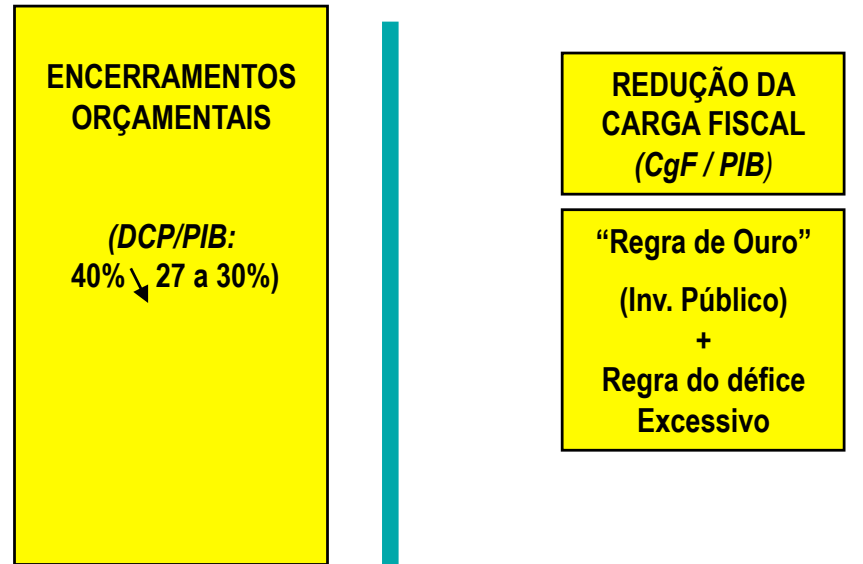 ENCERRAMENTOS
ORÇAMENTAIS
(DCP/PIB:
40% ↘ 27 a 30%)
REDUÇÃO DA
CARGA FISCAL
(CgF / PIB)
“Regra de Ouro”
(Inv. Público)
+
Regra do défice
Excessivo